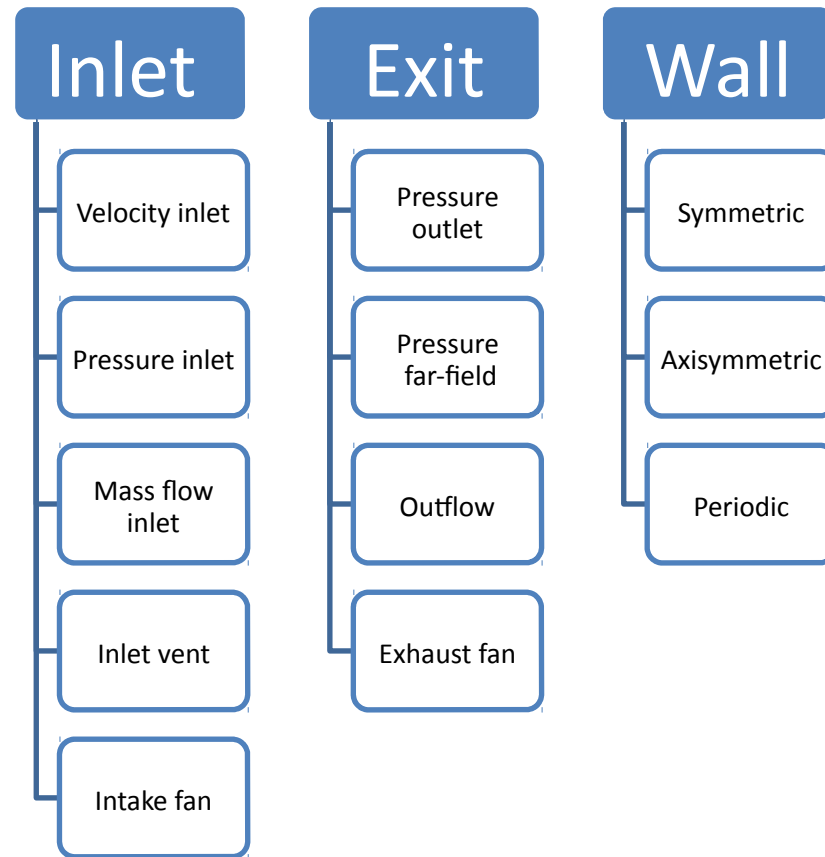 Inlet
Velocity inlet
Pressure inlet
Mass flow
inlet
Inlet vent
Intake fan
Exit
Pressure
outlet
Pressure
far-field
Outflow
Exhaust fan
Wall
Symmetric
Axisymmetric
Periodic